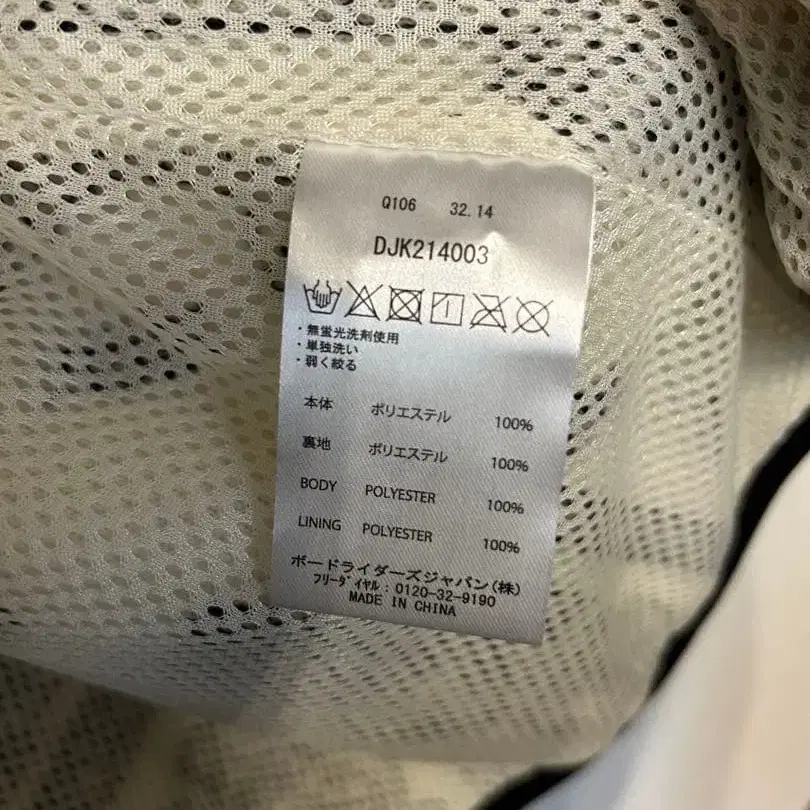 Q106 32.14
DJK214003
・無蛍光洗剤使用
・単独洗い
・弱く絞る
本体 ポリエステル 100%
裏地 ポリエステル 100%
BODY POLYESTER 100%
LINING POLYESTER 100%
ボードライダーズジャパン(株)
フリーダイヤル:0120-32-9190
MADE IN CHINA